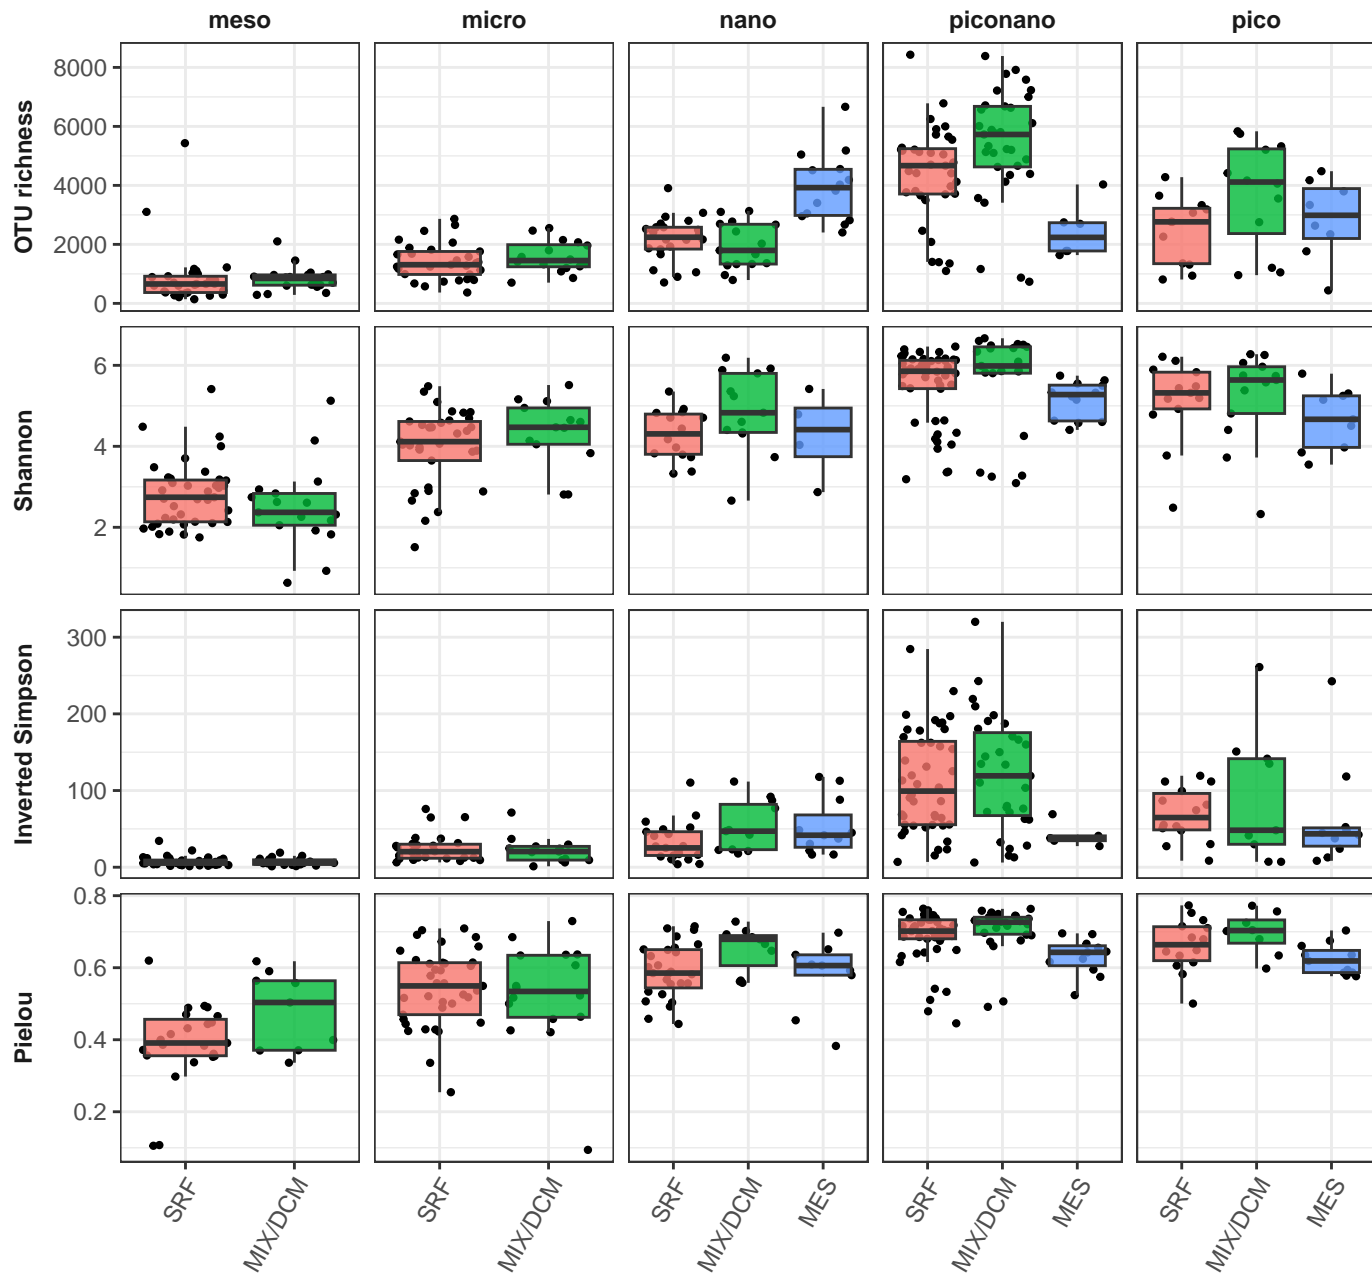 meso micro nano piconano pico
OTU richness
8000
6000
4000
2000
0
Shannon
6
4
2
Inverted Simpson
300
200
100
0
Pielou
0.8
0.6
0.4
0.2
SRF MIX/DCM SRF MIX/DCM SRF MIX/DCM MES SRF MIX/DCM MES SRF MIX/DCM MES